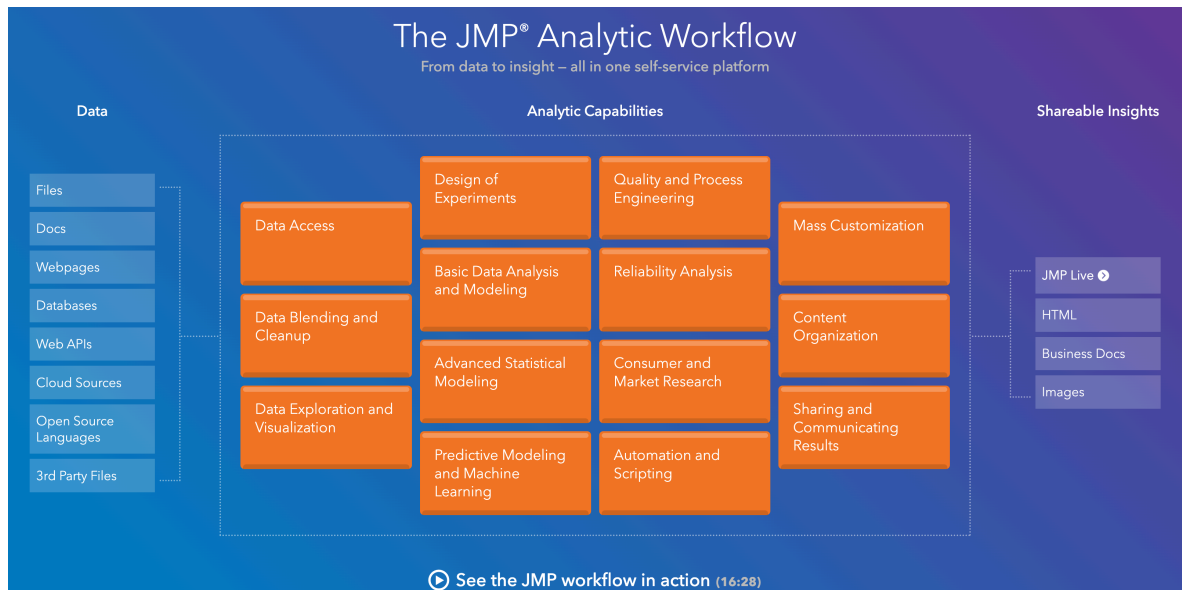 The JMP® Analytic Workflow
From data to insight – all in one self-service platform
Data
Analytic Capabilities
Shareable Insights
Files
Docs
Webpages
Databases
Web APIs
Cloud Sources
Open Source
Languages
3rd Party Files
Data Access
Data Blending and
Cleanup
Data Exploration and
Visualization
Design of
Experiments
Basic Data Analysis
and Modeling
Advanced Statistical
Modeling
Predictive Modeling
and Machine
Learning
Quality and Process
Engineering
Reliability Analysis
Consumer and
Market Research
Automation and
Scripting
Mass Customization
Content
Organization
Sharing and
Communicating
Results
JMP Live
HTML
Business Docs
Images
See the JMP workflow in action (16:28)